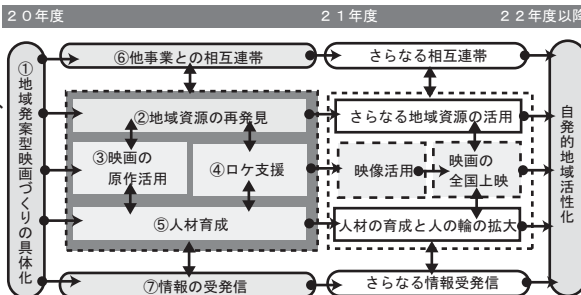 ２０年度
２１年度
２２年度以降
①地域発案型映画づくりの具体化
⑥他事業との相互連帯
さらなる相互連帯
②地域資源の再発見
さらなる地域資源の活用
③映画の
原作活用
④ロケ支援
映像活用
映画の
全国上映
⑤人材育成
人材の育成と人の輪の拡大
⑦情報の受発信
さらなる情報受発信
自発的地域活性化